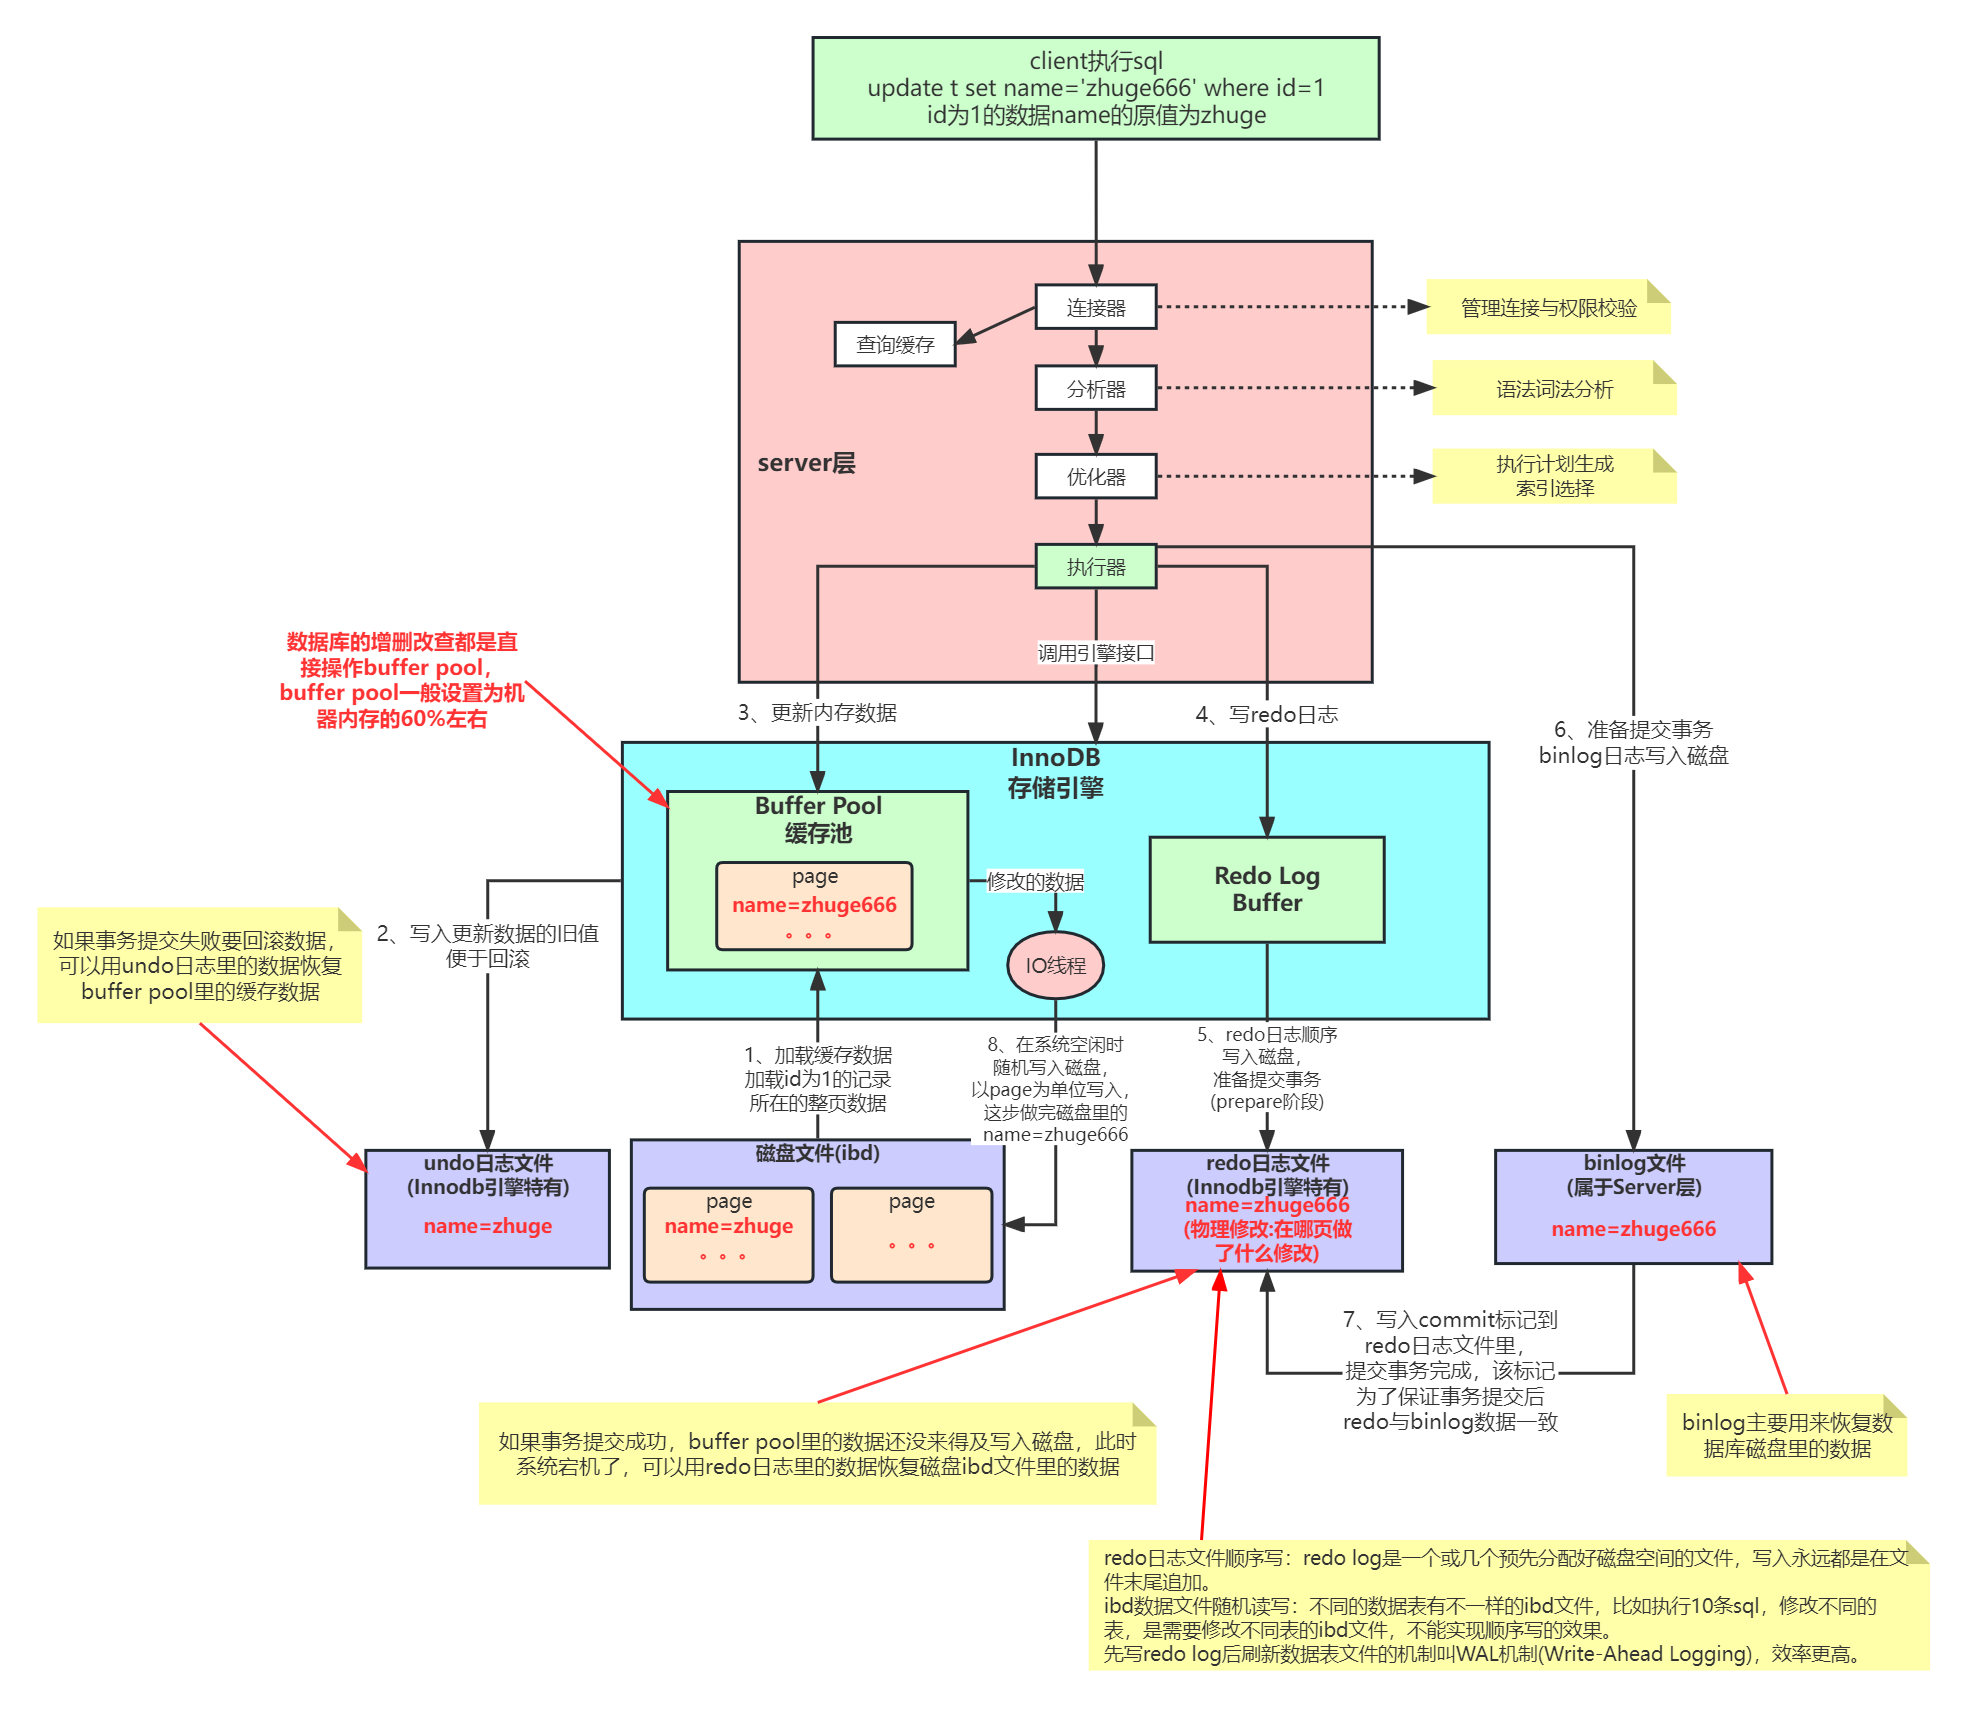 client执行sql
update t set name='zhuge666' where id=1
id为1的数据name的原值为zhuge
连接器
管理连接与权限校验
查询缓存
分析器
语法词法分析
server层
优化器
执行计划生成
索引选择
执行器
调用引擎接口
数据库的增删改查都是直
接操作buffer pool，
buffer pool一般设置为机
器内存的60%左右
3、更新内存数据
4、写redo日志
6、准备提交事务
binlog日志写入磁盘
InnoDB
存储引擎
Buffer Pool
缓存池
page
name=zhuge666
。。。
修改的数据
IO线程
Redo Log
Buffer
如果事务提交失败要回滚数据，
可以用undo日志里的数据恢复
buffer pool里的缓存数据
2、写入更新数据的旧值
便于回滚
1、加载缓存数据
加载id为1的记录
所在的整页数据
8、在系统空闲时
随机写入磁盘，
以page为单位写入，
这步做完磁盘里的
name=zhuge666
5、redo日志顺序
写入磁盘，
准备提交事务
(prepare阶段)
undo日志文件
(Innodb引擎特有)
name=zhuge
磁盘文件(ibd)
page
name=zhuge
。。。
page
。。。
redo日志文件
(Innodb引擎特有)
name=zhuge666
(物理修改:在哪页做
了什么修改)
binlog文件
(属于Server层)
name=zhuge666
7、写入commit标记到
redo日志文件里，
提交事务完成，该标记
为了保证事务提交后
redo与binlog数据一致
如果事务提交成功，buffer pool里的数据还没来得及写入磁盘，此时
系统宕机了，可以用redo日志里的数据恢复磁盘ibd文件里的数据
binlog主要用来恢复数
据库磁盘里的数据
redo日志文件顺序写：redo log是一个或几个预先分配好磁盘空间的文件，写入永远都是在文
件末尾追加。
ibd数据文件随机读写：不同的数据表有不一样的ibd文件，比如执行10条sql，修改不同的
表，是需要修改不同表的ibd文件，不能实现顺序写的效果。
先写redo log后刷新数据表文件的机制叫WAL机制(Write-Ahead Logging)，效率更高。